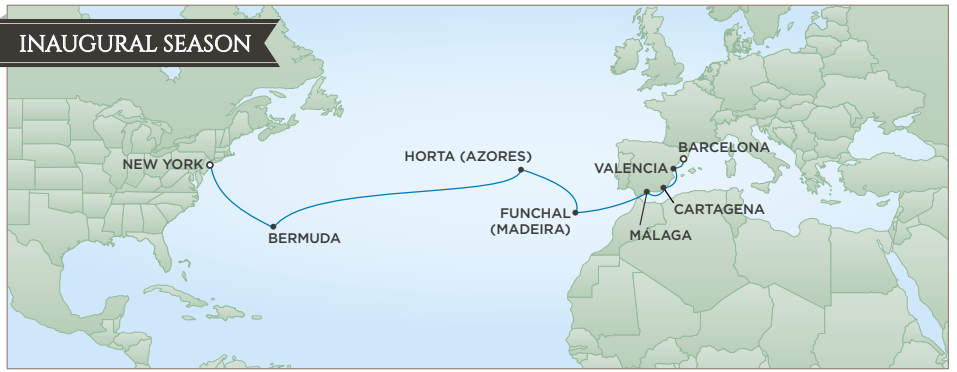 INAUGURAL SEASON
NEW YORK
BERMUDA
HORTA (AZORES)
FUNCHAL
(MADEIRA)
MÁLAGA
CARTAGENA
VALENCIA
BARCELONA